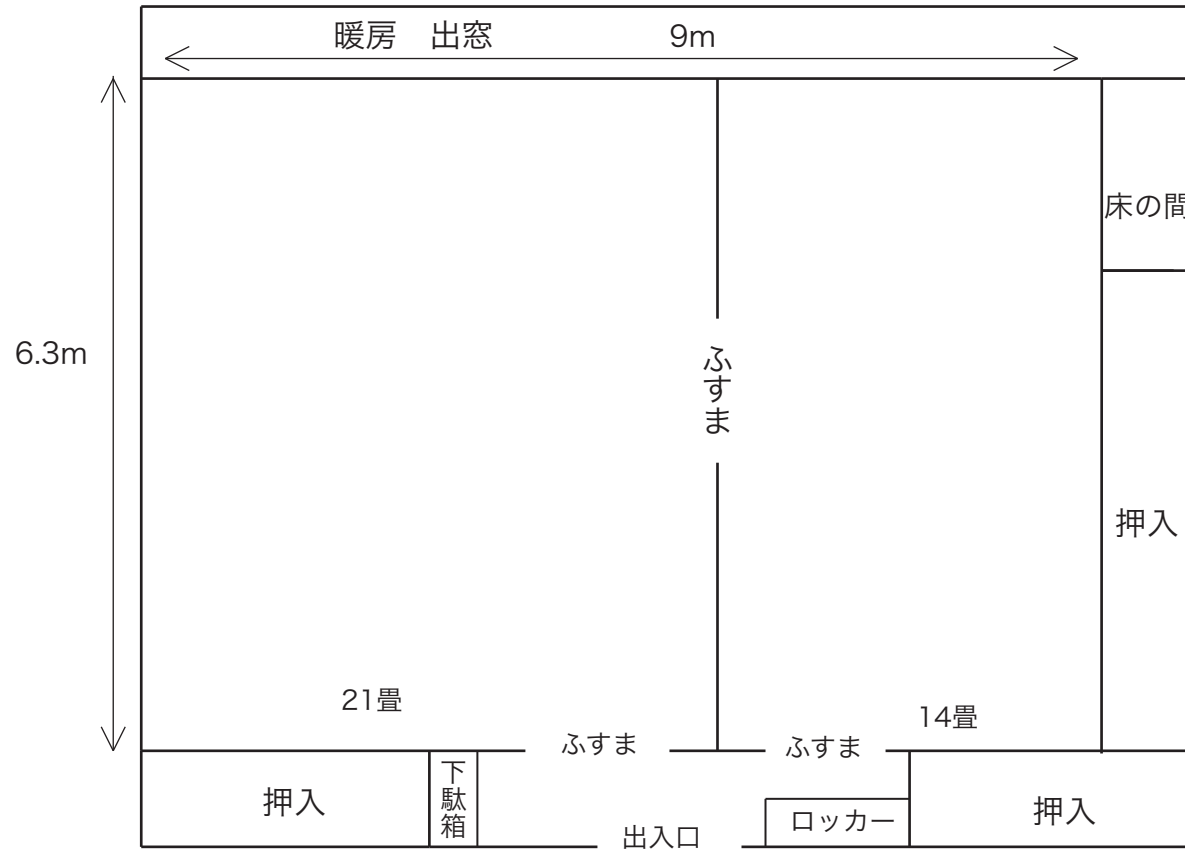 暖房　出窓
9m
床の間
6.3m
ふすま
押入
21畳
14畳
ふすま
ふすま
押入
下駄箱
ロッカー
押入
出入口